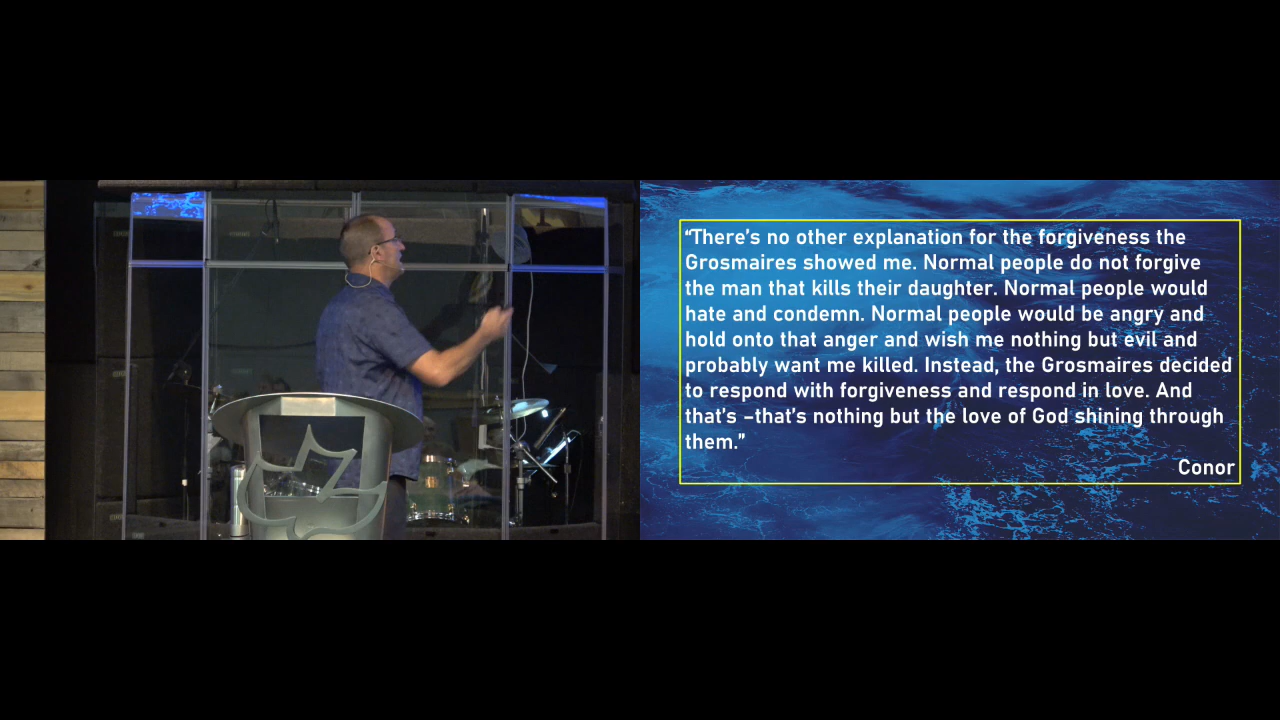 “There’s no other explanation for the forgiveness the
Grosmaires showed me. Normal people do not forgive
the man that kills their daughter. Normal people would
hate and condemn. Normal people would be angry and
hold onto that anger and wish me nothing but evil and
probably want me killed. Instead, the Grosmaires decided
to respond with forgiveness and respond in love. And
that’s –that’s nothing but the love of God shining through
them.”
Conor